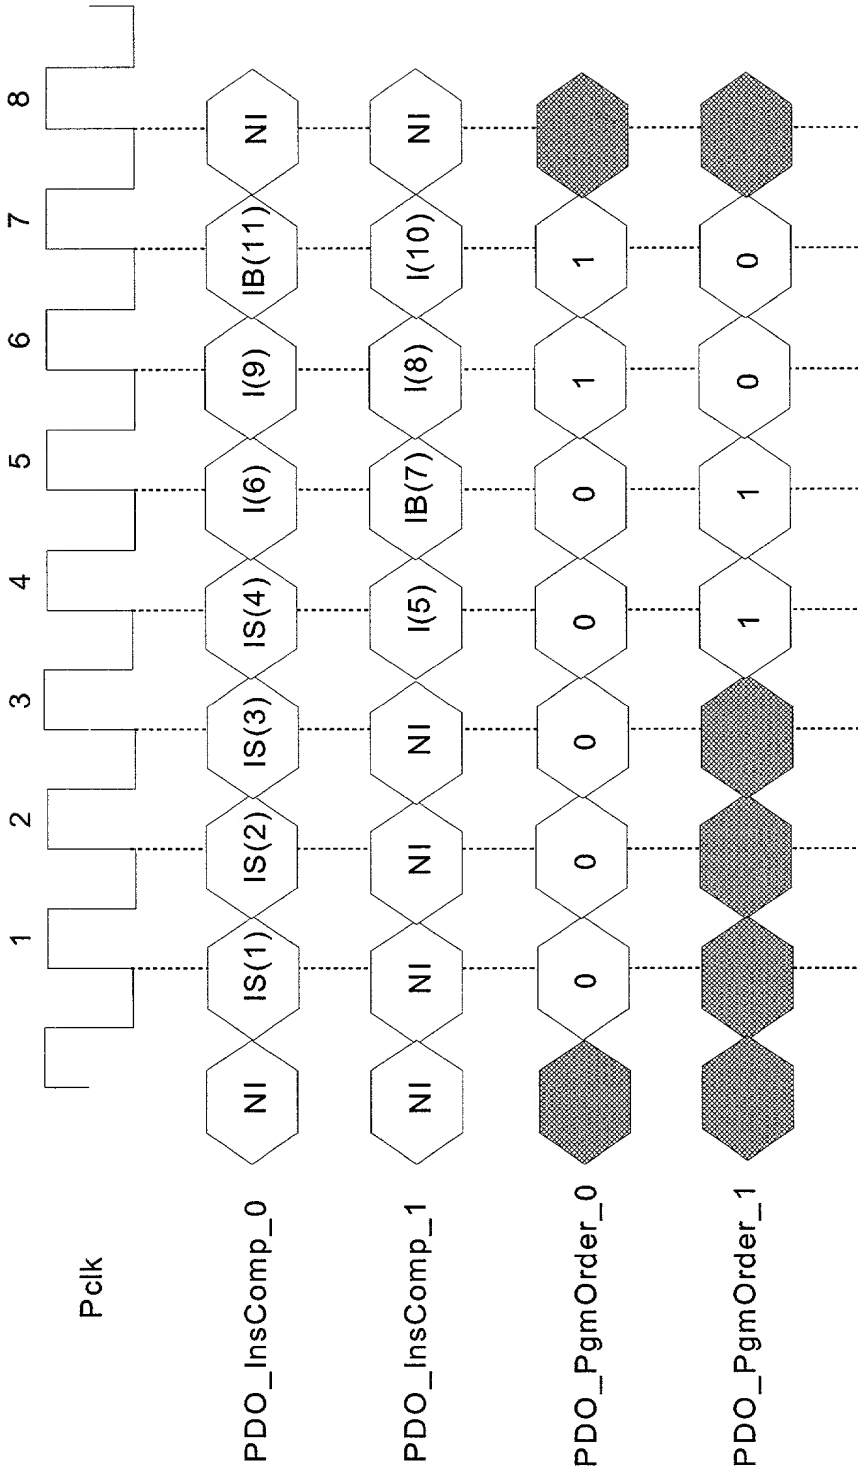 1 2 3 4 5 6 7 8
Pclk
PDO_InsComp_0 NI IS(1) IS(2) IS(3) IS(4) I(6) I(9) IB(11) NI
PDO_InsComp_1 NI NI NI NI I(5) IB(7) I(8) I(10) NI
PDO_PgmOrder_0 0 0 0 0 0 1 1
PDO_PgmOrder_1 1 1 0 0